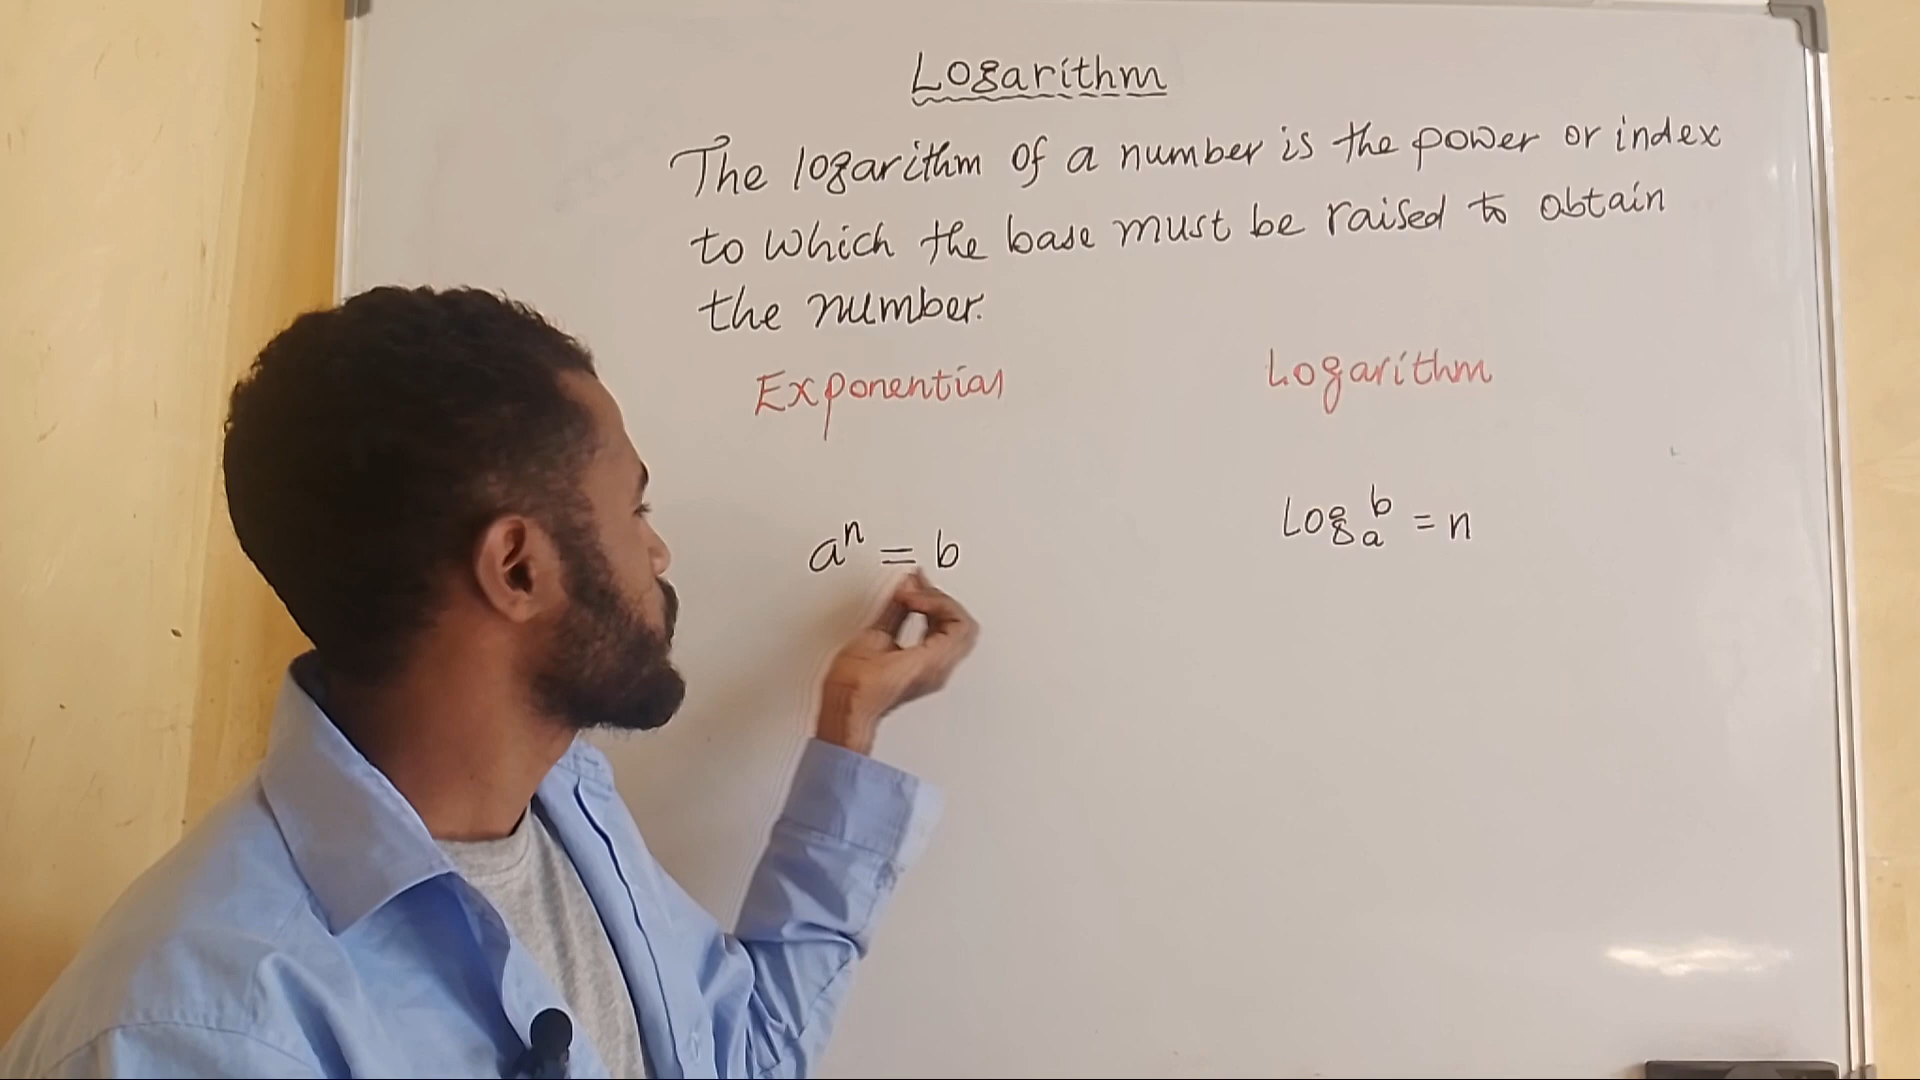 Logarithm
The logarithm of a number is the power or index
to which the base must be raised to obtain
the number.
Exponential Logarithm
aⁿ = b Logₐᵇ = n